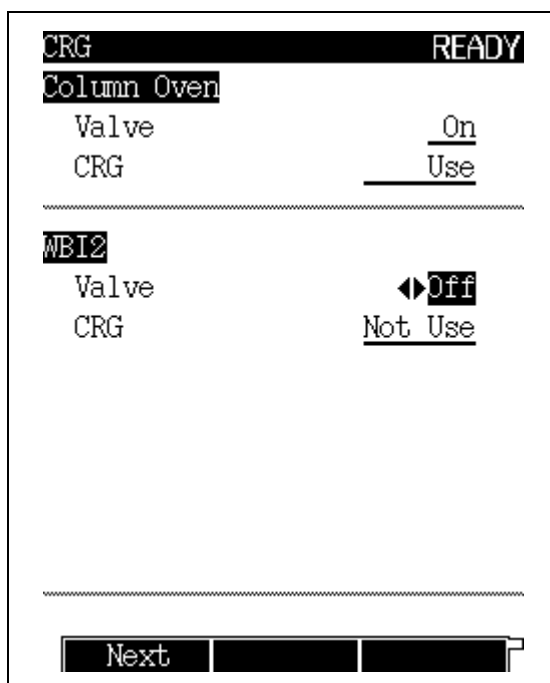 CRG READY
Column Oven
Valve On
CRG Use
WBI2
Valve Off
CRG Not Use
Next